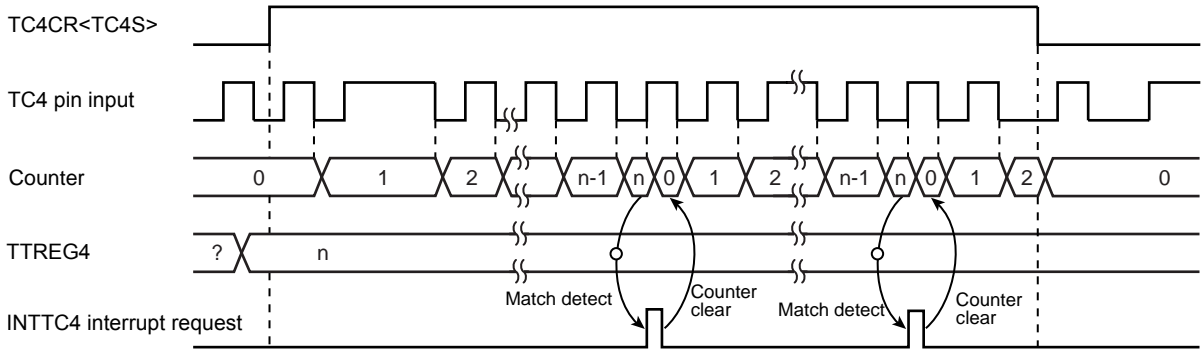 TC4CR<TC4S>
TC4 pin input
Counter
0 1 2 n-1 n 0 1 2 n-1 n 0 1 2 0
TTREG4
? n
Match detect Counter clear Match detect Counter clear
INTTC4 interrupt request